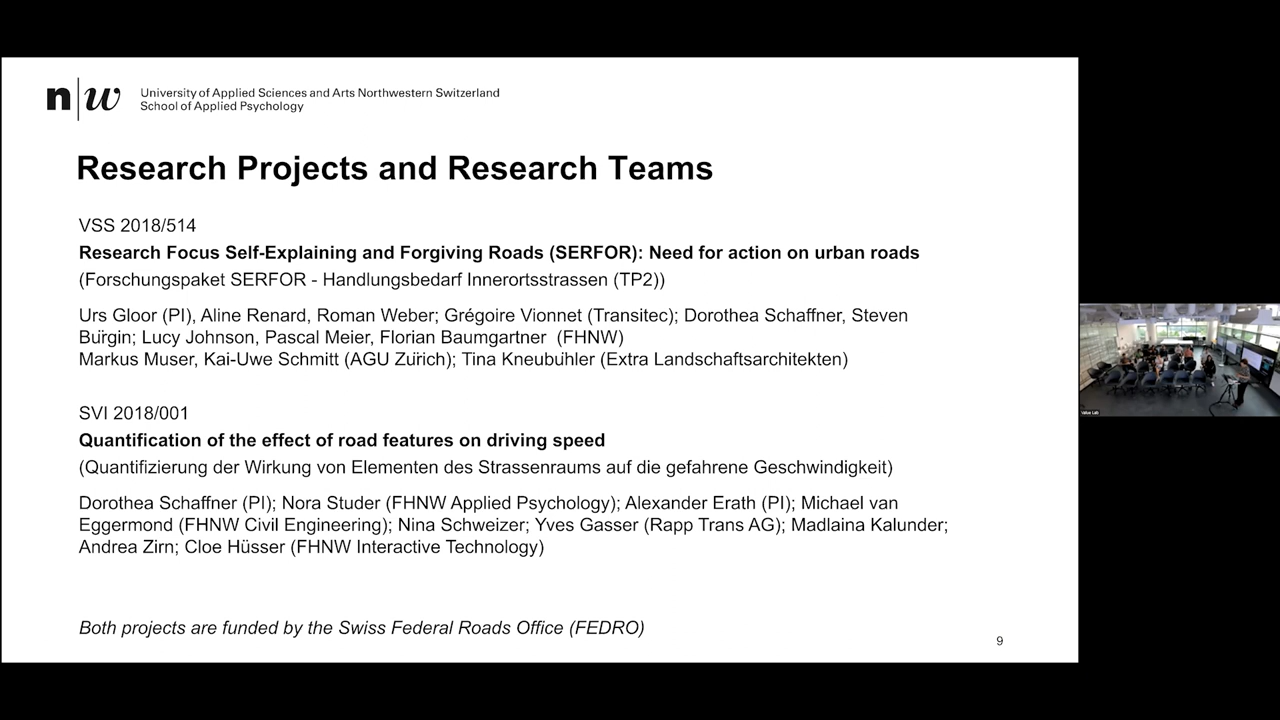 n|w University of Applied Sciences and Arts Northwestern Switzerland
School of Applied Psychology
Research Projects and Research Teams
VSS 2018/514
Research Focus Self-Explaining and Forgiving Roads (SERFOR): Need for action on urban roads
(Forschungspaket SERFOR - Handlungsbedarf Innerortsstrassen (TP2))
Urs Gloor (PI), Aline Renard, Roman Weber; Grégoire Vionnet (Transitec); Dorothea Schaffner, Steven
Bürgin; Lucy Johnson, Pascal Meier, Florian Baumgartner (FHNW)
Markus Muser, Kai-Uwe Schmitt (AGU Zürich); Tina Kneubühler (Extra Landschaftsarchitekten)
SVI 2018/001
Quantification of the effect of road features on driving speed
(Quantifizierung der Wirkung von Elementen des Strassenraums auf die gefahrene Geschwindigkeit)
Dorothea Schaffner (PI); Nora Studer (FHNW Applied Psychology); Alexander Erath (PI); Michael van
Eggermond (FHNW Civil Engineering); Nina Schweizer; Yves Gasser (Rapp Trans AG); Madlaina Kalunder;
Andrea Zirn; Cloe Hüsser (FHNW Interactive Technology)
Both projects are funded by the Swiss Federal Roads Office (FEDRO)
9
Value Lab